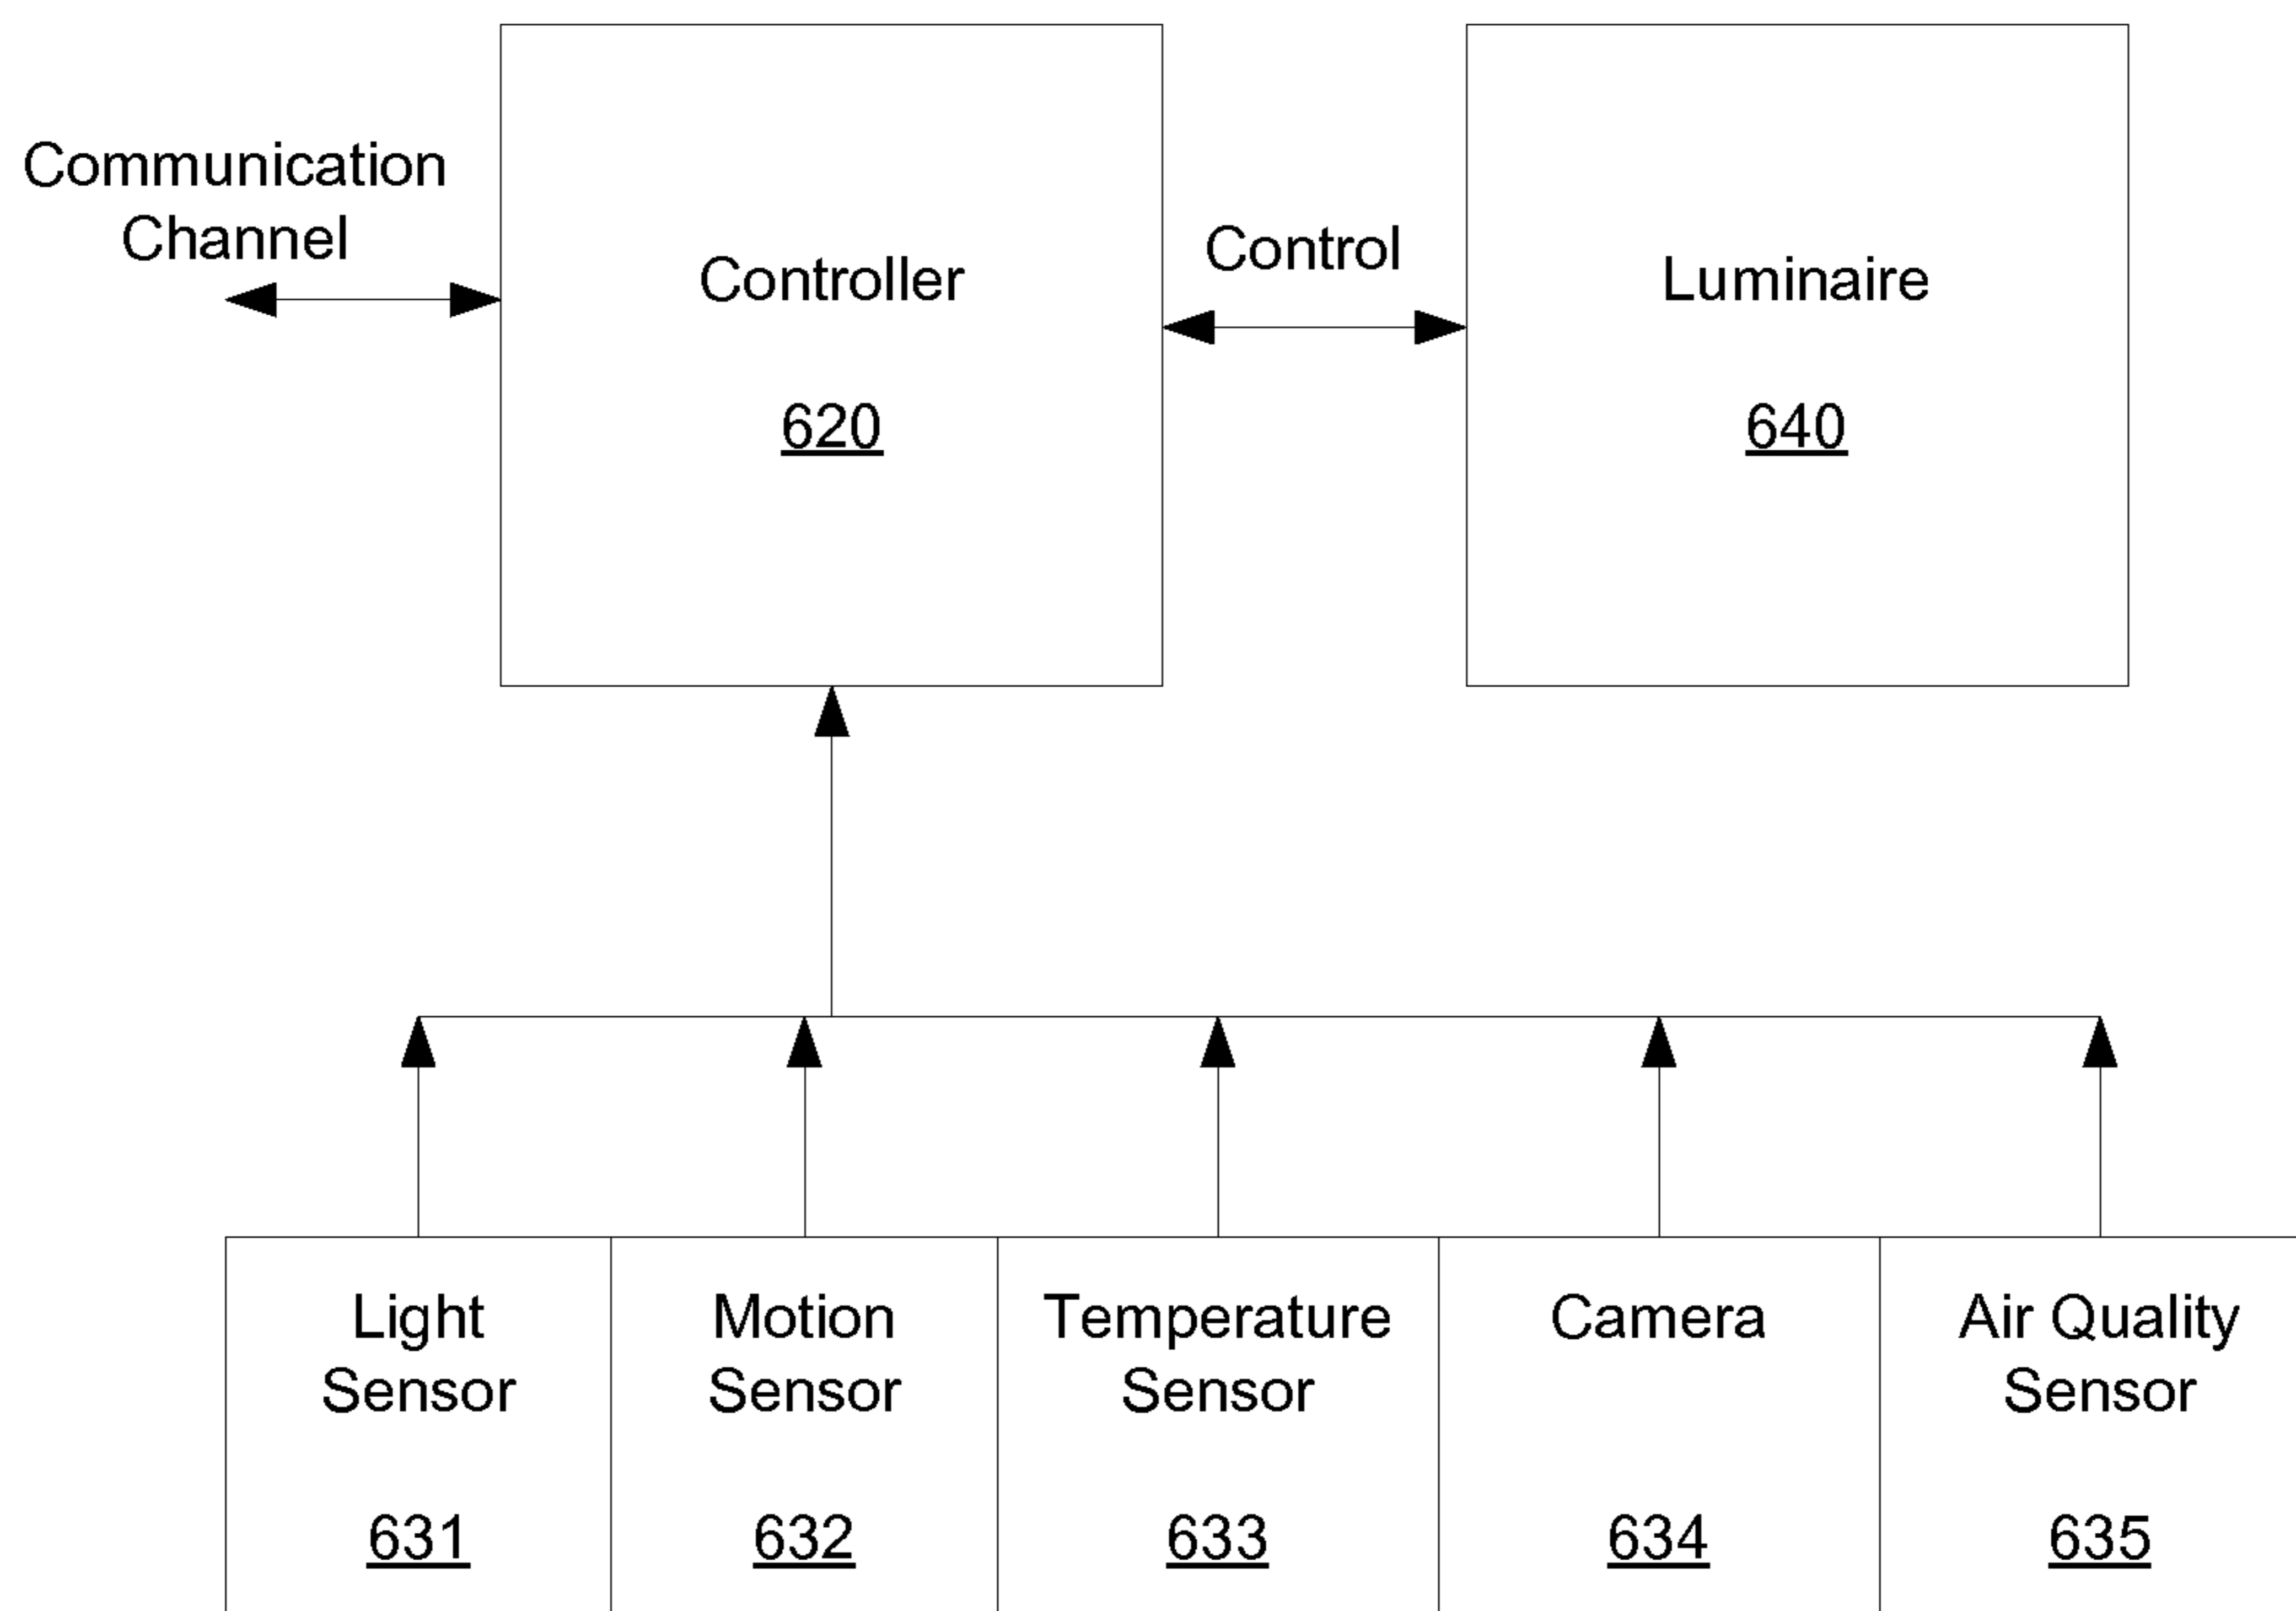 Communication
Channel
Controller
620
Control
Luminaire
640
Light
Sensor
631
Motion
Sensor
632
Temperature
Sensor
633
Camera
634
Air Quality
Sensor
635